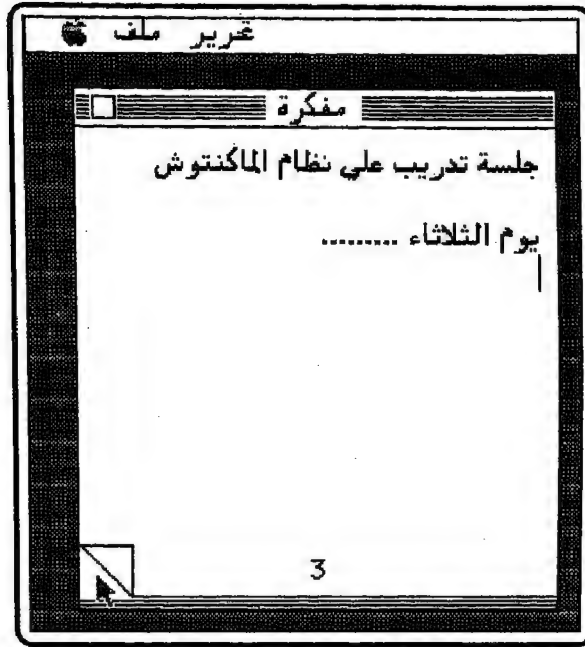 ملف تحرير
مفكرة
جلسة تدريب علي نظام الماكنتوش
يوم الثلاثاء .........
3